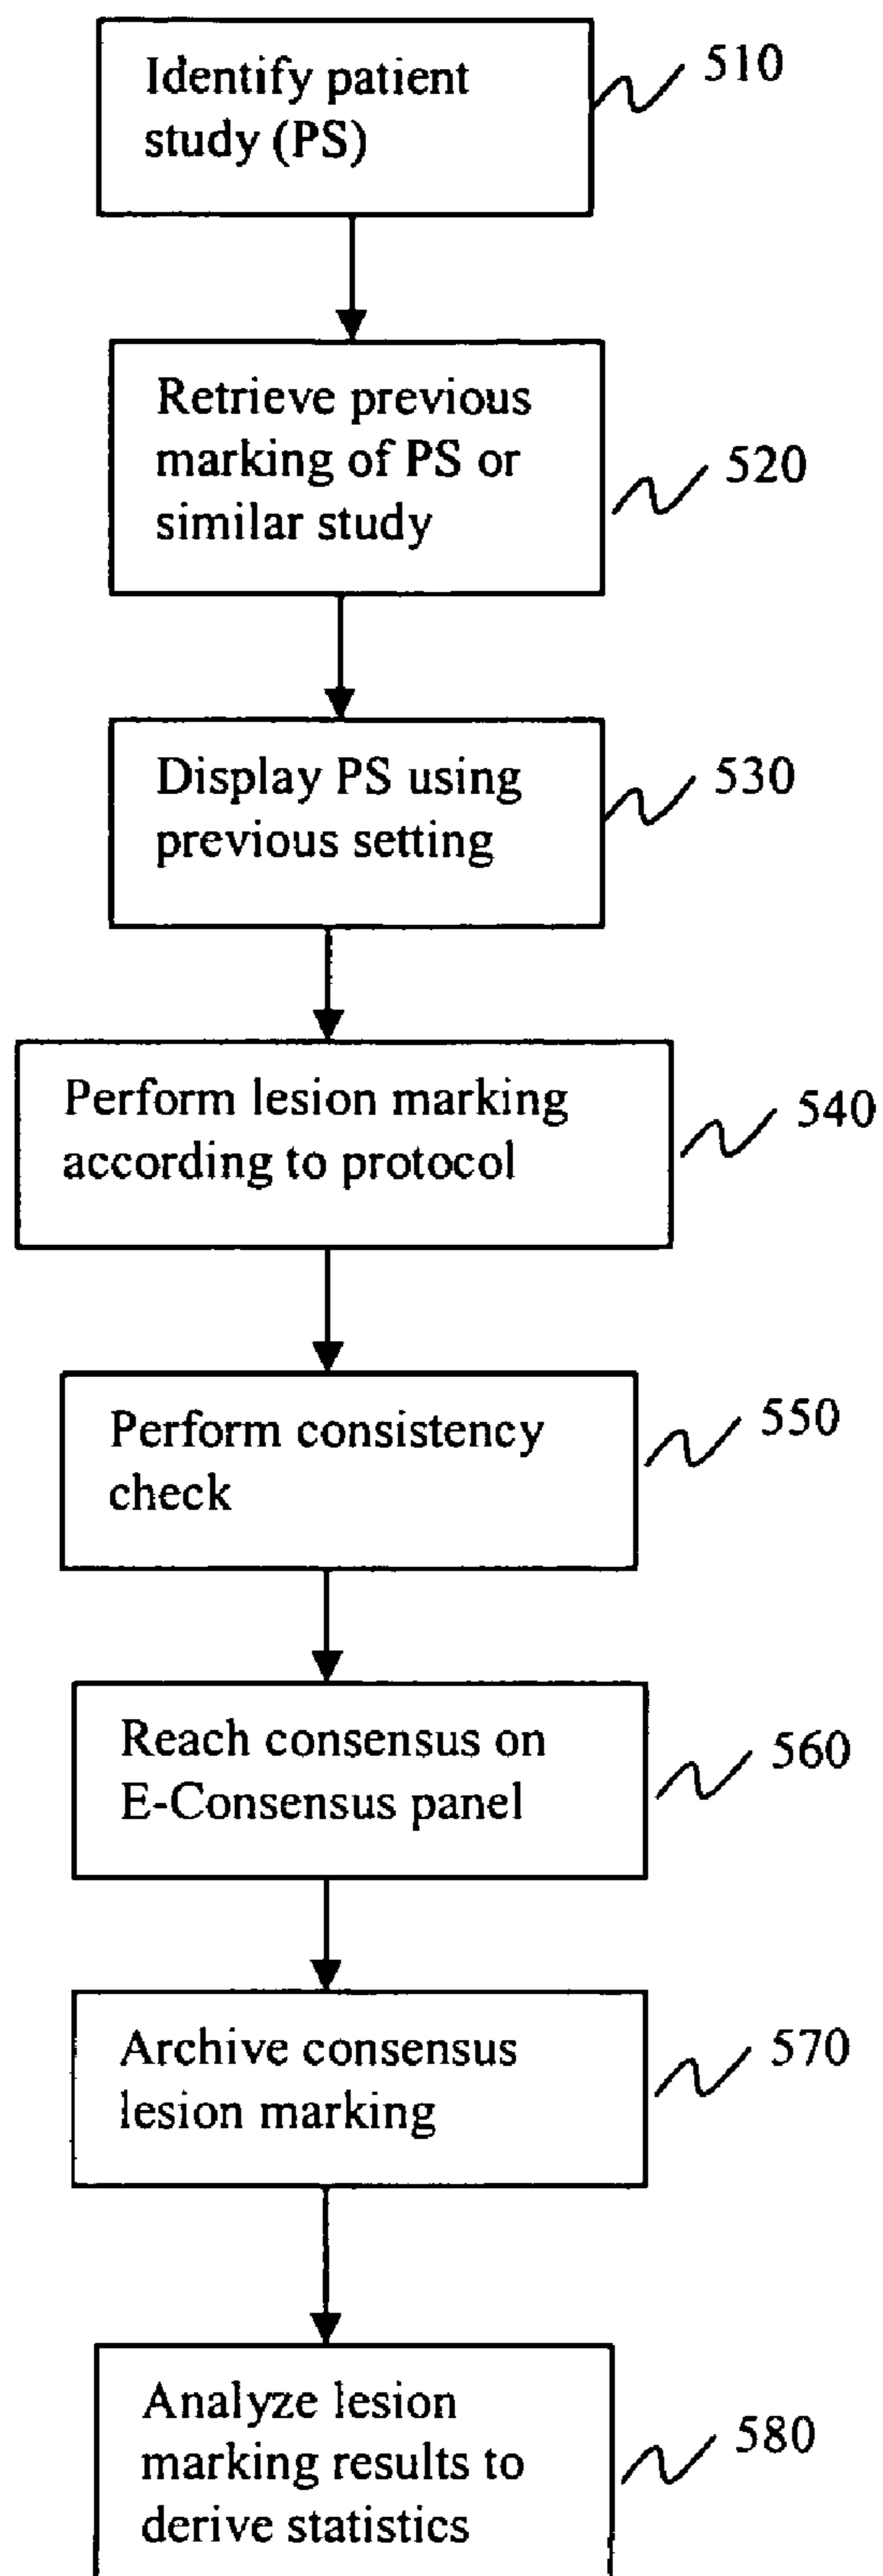 Identify patient
study (PS)
510
Retrieve previous
marking of PS or
similar study
520
Display PS using
previous setting
530
Perform lesion marking
according to protocol
540
Perform consistency
check
550
Reach consensus on
E-Consensus panel
560
Archive consensus
lesion marking
570
Analyze lesion
marking results to
derive statistics
580